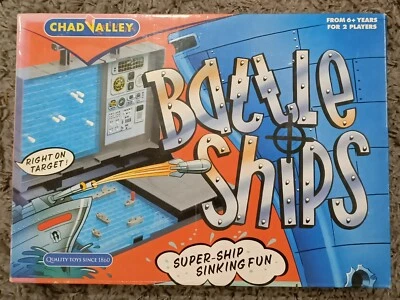 CHAD VALLEY
FROM 6+ YEARS
FOR 2 PLAYERS
Battle
Ships
RIGHT ON
TARGET!
QUALITY TOYS SINCE 1860
SUPER-SHIP
SINKING FUN